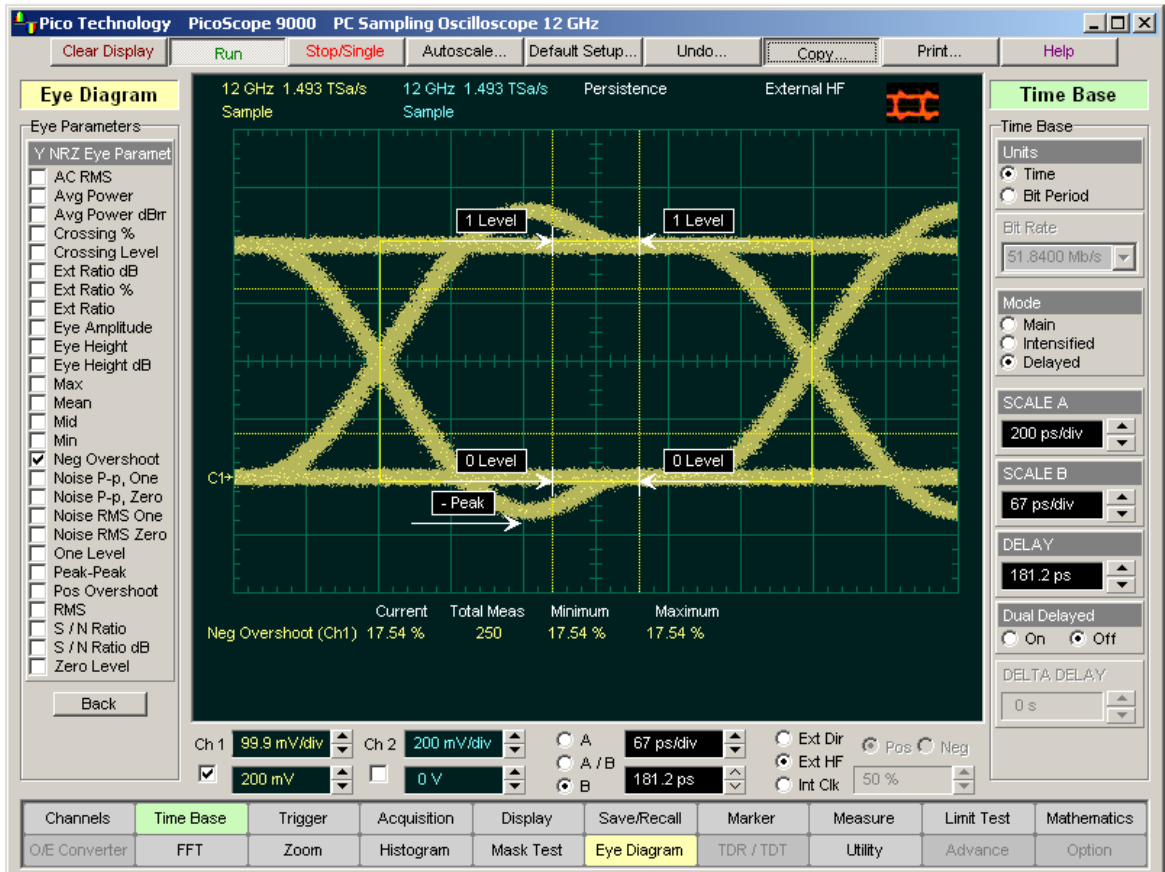 Pico Technology PicoScope 9000 PC Sampling Oscilloscope 12 GHz
Clear Display Run Stop/Single Autoscale... Default Setup... Undo... Copy... Print... Help
Eye Diagram
Eye Parameters
Y NRZ Eye Paramet
AC RMS
Avg Power
Avg Power dBm
Crossing %
Crossing Level
Ext Ratio dB
Ext Ratio %
Ext Ratio
Eye Amplitude
Eye Height
Eye Height dB
Max
Mean
Mid
Min
Neg Overshoot
Noise P-p, One
Noise P-p, Zero
Noise RMS One
Noise RMS Zero
One Level
Peak-Peak
Pos Overshoot
RMS
S / N Ratio
S / N Ratio dB
Zero Level
Back
12 GHz 1.493 TSa/s 12 GHz 1.493 TSa/s Persistence External HF
Sample Sample
1 Level 1 Level
0 Level 0 Level
C1
- Peak
Current Total Meas Minimum Maximum
Neg Overshoot (Ch1) 17.54 % 250 17.54 % 17.54 %
Time Base
Time Base
Units
Time
Bit Period
Bit Rate
51.8400 Mb/s
Mode
Main
Intensified
Delayed
SCALE A
200 ps/div
SCALE B
67 ps/div
DELAY
181.2 ps
Dual Delayed
On Off
DELTA DELAY
0 s
Ch 1 99.9 mV/div Ch 2 200 mV/div A 67 ps/div Ext Dir Pos Neg
A / B Ext HF
200 mV 0 V B 181.2 ps Int Clk 50 %
Channels Time Base Trigger Acquisition Display Save/Recall Marker Measure Limit Test Mathematics
O/E Converter FFT Zoom Histogram Mask Test Eye Diagram TDR / TDT Utility Advance Option